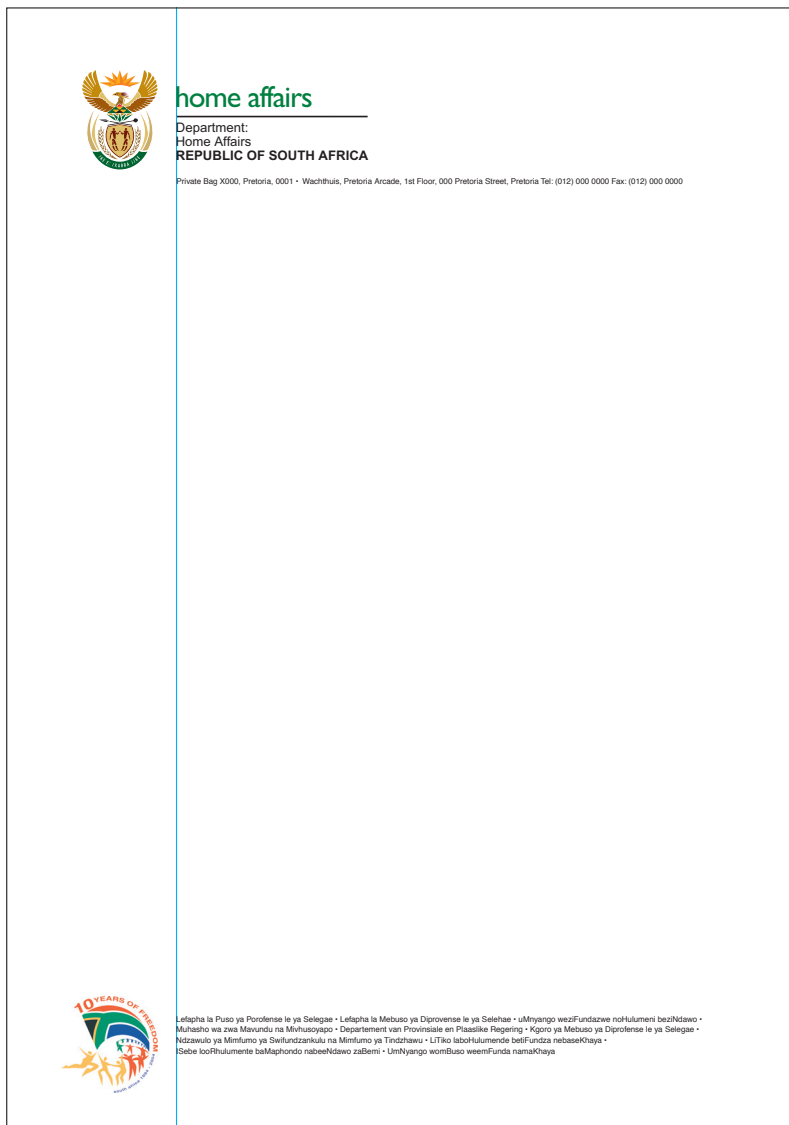 home affairs
Department:
Home Affairs
REPUBLIC OF SOUTH AFRICA
Private Bag X000, Pretoria, 0001 • Wachthuis, Pretoria Arcade, 1st Floor, 000 Pretoria Street, Pretoria Tel: (012) 000 0000 Fax: (012) 000 0000
10 YEARS OF FREEDOM
south africa 1994 - 2004
Lefapha la Puso ya Porofense le ya Selegae • Lefapha la Mebuso ya Diprovense le ya Selehae • uMnyango weziFundazwe noHulumeni beziNdawo •
Muhasho wa zwa Mavundu na Mivhusoyapo • Departement van Provinsiale en Plaaslike Regering • Kgoro ya Mebuso ya Diprofense le ya Selegae •
Ndzawulo ya Mimfumo ya Swifundzankulu na Mimfumo ya Tindzhawu • LiTiko laboHulumende betiFundza nebaseKhaya •
ISebe looRhulumente baMaphondo nabeeNdawo zaBemi • UmNyango womBuso weemFunda namaKhaya